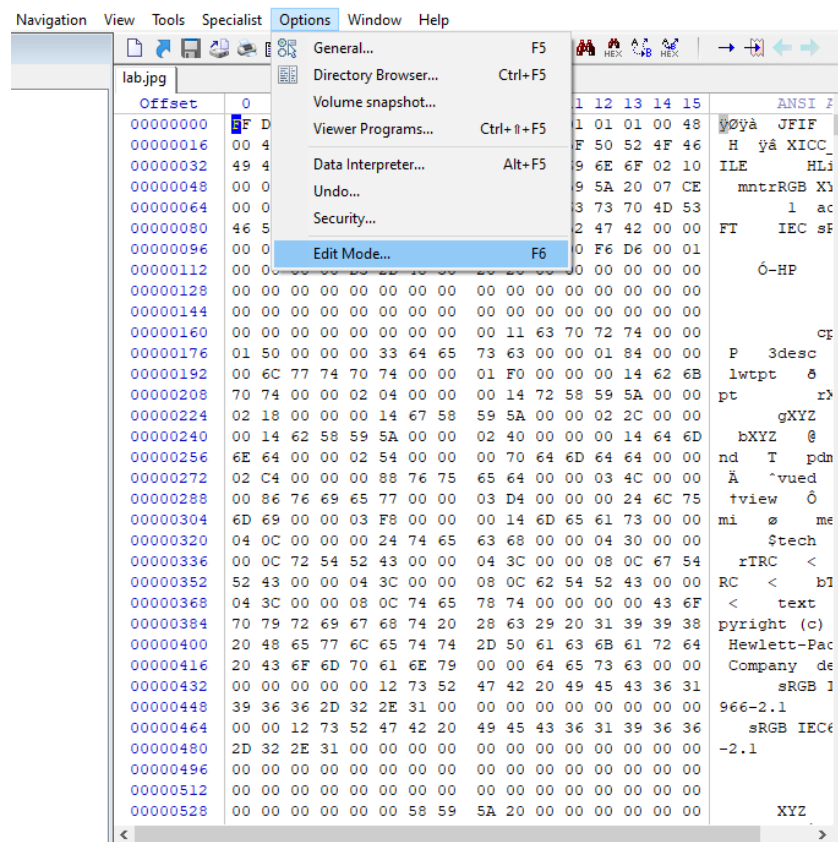 Navigation View Tools Specialist Options Window Help
General... F5
Directory Browser... Ctrl+F5
Volume snapshot...
Viewer Programs... Ctrl+⇧+F5
Data Interpreter... Alt+F5
Undo...
Security...
Edit Mode... F6
lab.jpg
Offset 0 1 12 13 14 15 ANSI
00000000 FF D 1 01 01 00 48 ÿØÿà JFIF
00000016 00 4 F 50 52 4F 46 H ÿâ XICC_
00000032 49 4 9 6E 6F 02 10 ILE HLi
00000048 00 0 9 5A 20 07 CE mntrRGB XY
00000064 00 0 3 73 70 4D 53 1 ac
00000080 46 5 2 47 42 00 00 FT IEC sR
00000096 00 0 0 F6 D6 00 01
00000112 00 00 00 00 D3 2D 48 50 20 20 00 00 00 00 00 00 Ó-HP
00000128 00 00 00 00 00 00 00 00 00 00 00 00 00 00 00 00
00000144 00 00 00 00 00 00 00 00 00 00 00 00 00 00 00 00
00000160 00 00 00 00 00 00 00 00 00 11 63 70 72 74 00 00 cp
00000176 01 50 00 00 00 33 64 65 73 63 00 00 01 84 00 00 P 3desc
00000192 00 6C 77 74 70 74 00 00 01 F0 00 00 00 14 62 6B lwtpt ð
00000208 70 74 00 00 02 04 00 00 00 14 72 58 59 5A 00 00 pt rX
00000224 02 18 00 00 00 14 67 58 59 5A 00 00 02 2C 00 00 gXYZ
00000240 00 14 62 58 59 5A 00 00 02 40 00 00 00 14 64 6D bXYZ @
00000256 6E 64 00 00 02 54 00 00 00 70 64 6D 64 64 00 00 nd T pdm
00000272 02 C4 00 00 00 88 76 75 65 64 00 00 03 4C 00 00 Ä ˆvued
00000288 00 86 76 69 65 77 00 00 03 D4 00 00 00 24 6C 75 †view Ô
00000304 6D 69 00 00 03 F8 00 00 00 14 6D 65 61 73 00 00 mi ø me
00000320 04 0C 00 00 00 24 74 65 63 68 00 00 04 30 00 00 $tech
00000336 00 0C 72 54 52 43 00 00 04 3C 00 00 08 0C 67 54 rTRC <
00000352 52 43 00 00 04 3C 00 00 08 0C 62 54 52 43 00 00 RC < bT
00000368 04 3C 00 00 08 0C 74 65 78 74 00 00 00 00 43 6F < text
00000384 70 79 72 69 67 68 74 20 28 63 29 20 31 39 39 38 pyright (c)
00000400 20 48 65 77 6C 65 74 74 2D 50 61 63 6B 61 72 64 Hewlett-Pac
00000416 20 43 6F 6D 70 61 6E 79 00 00 64 65 73 63 00 00 Company de
00000432 00 00 00 00 00 12 73 52 47 42 20 49 45 43 36 31 sRGB I
00000448 39 36 36 2D 32 2E 31 00 00 00 00 00 00 00 00 00 966-2.1
00000464 00 00 12 73 52 47 42 20 49 45 43 36 31 39 36 36 sRGB IEC6
00000480 2D 32 2E 31 00 00 00 00 00 00 00 00 00 00 00 00 -2.1
00000496 00 00 00 00 00 00 00 00 00 00 00 00 00 00 00 00
00000512 00 00 00 00 00 00 00 00 00 00 00 00 00 00 00 00
00000528 00 00 00 00 00 00 58 59 5A 20 00 00 00 00 00 00 XYZ